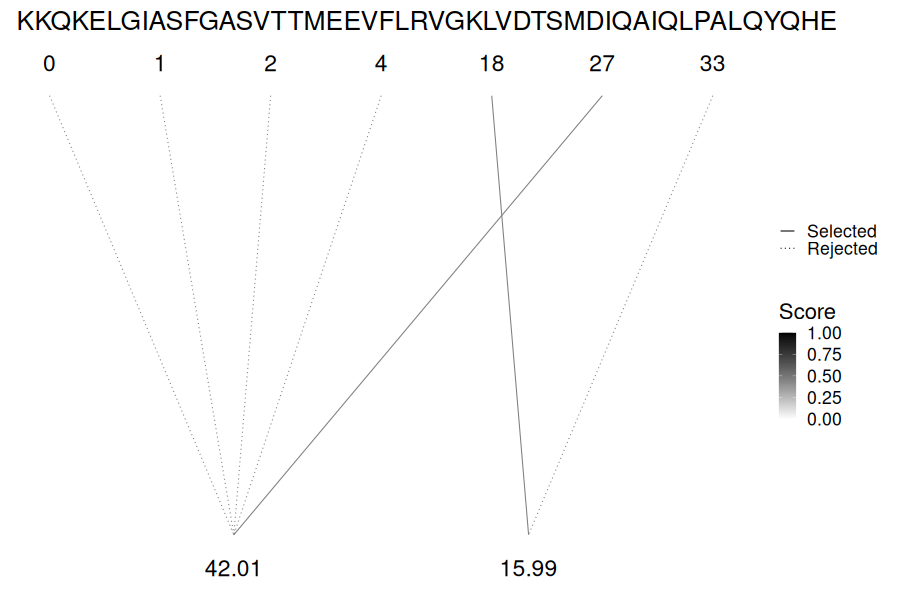 KKQKELGIASFGASVTTMEEVFLRVGKLVDTSMDIQAIQLPALQYQHE
0 1 2 4 18 27 33
Selected
Rejected
Score
1.00
0.75
0.50
0.25
0.00
42.01 15.99